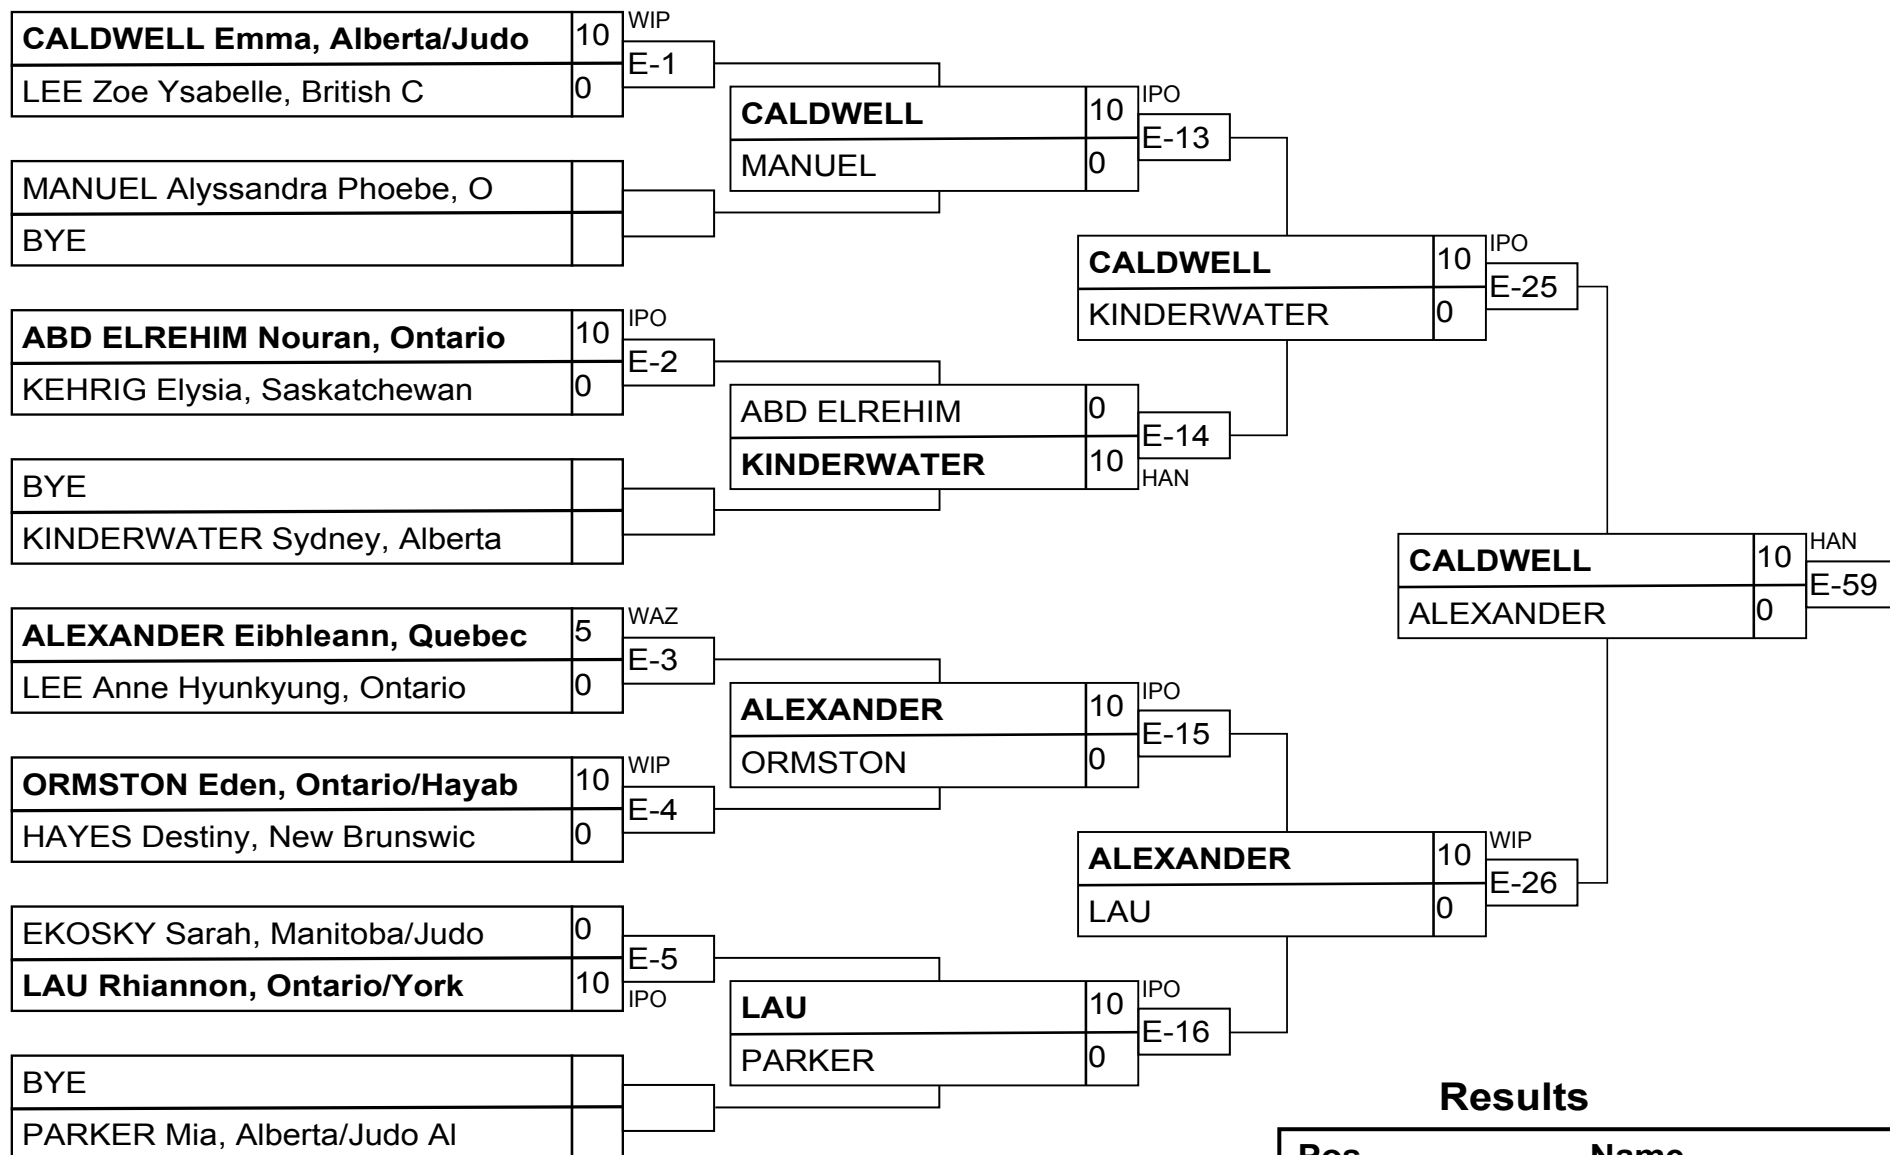 CALDWELL Emma, Alberta/Judo 10 WIP
E-1
LEE Zoe Ysabelle, British C 0
MANUEL Alyssandra Phoebe, O
BYE
ABD ELREHIM Nouran, Ontario 10 IPO
E-2
KEHRIG Elysia, Saskatchewan 0
BYE
KINDERWATER Sydney, Alberta
ALEXANDER Eibhleann, Quebec 5 WAZ
E-3
LEE Anne Hyunkyung, Ontario 0
ORMSTON Eden, Ontario/Hayab 10 WIP
E-4
HAYES Destiny, New Brunswic 0
EKOSKY Sarah, Manitoba/Judo 0
E-5
LAU Rhiannon, Ontario/York 10 IPO
BYE
PARKER Mia, Alberta/Judo Al
CALDWELL 10 IPO
E-13
MANUEL 0
ABD ELREHIM 0
E-14
KINDERWATER 10 HAN
ALEXANDER 10 IPO
E-15
ORMSTON 0
LAU 10 IPO
E-16
PARKER 0
CALDWELL 10 IPO
E-25
KINDERWATER 0
ALEXANDER 10 WIP
E-26
LAU 0
CALDWELL 10 HAN
E-59
ALEXANDER 0
Results
Pos Name